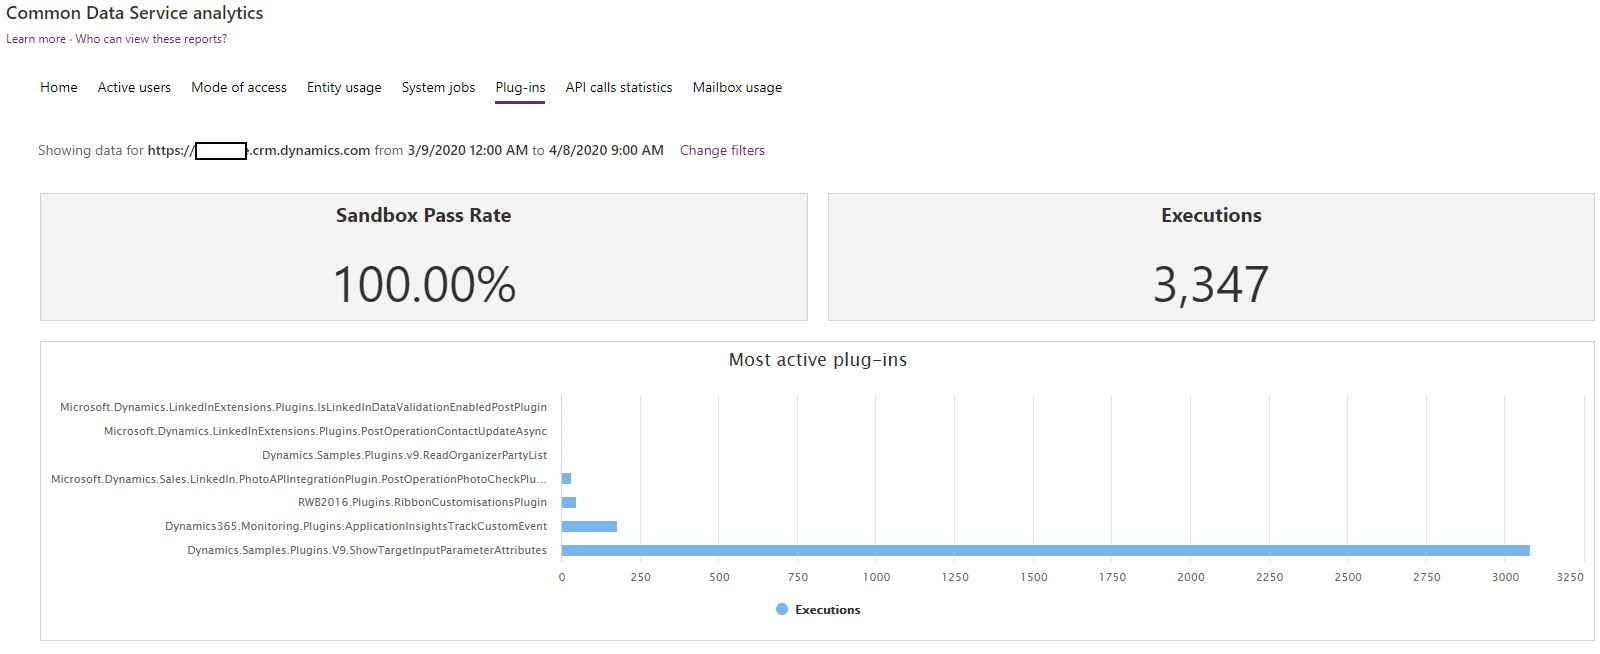 Common Data Service analytics
Learn more · Who can view these reports?
Home Active users Mode of access Entity usage System jobs Plug-ins API calls statistics Mailbox usage
Showing data for https:// .crm.dynamics.com from 3/9/2020 12:00 AM to 4/8/2020 9:00 AM Change filters
Sandbox Pass Rate
100.00%
Executions
3,347
Most active plug-ins
Microsoft.Dynamics.LinkedInExtensions.Plugins.IsLinkedInDataValidationEnabledPostPlugin
Microsoft.Dynamics.LinkedInExtensions.Plugins.PostOperationContactUpdateAsync
Dynamics.Samples.Plugins.v9.ReadOrganizerPartyList
Microsoft.Dynamics.Sales.LinkedIn.PhotoAPIIntegrationPlugin.PostOperationPhotoCheckPlu...
RWB2016.Plugins.RibbonCustomisationsPlugin
Dynamics365.Monitoring.Plugins.ApplicationInsightsTrackCustomEvent
Dynamics.Samples.Plugins.V9.ShowTargetInputParameterAttributes
0 250 500 750 1000 1250 1500 1750 2000 2250 2500 2750 3000 3250
Executions